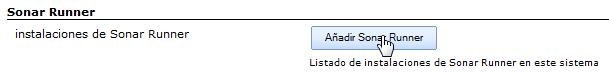 Sonar Runner
instalaciones de Sonar Runner
Añadir Sonar Runner
Listado de instalaciones de Sonar Runner en este sistema